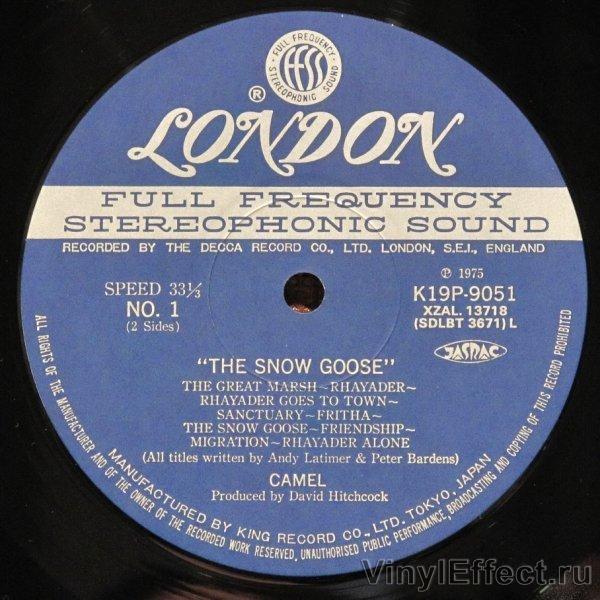 FULL FREQUENCY
ffss
STEREOPHONIC SOUND
®
LONDON
FULL FREQUENCY
STEREOPHONIC SOUND
RECORDED BY THE DECCA RECORD CO., LTD. LONDON, S.E.I., ENGLAND
SPEED 33⅓
NO. 1
(2 Sides)
℗ 1975
K19P-9051
XZAL. 13718
(SDLBT 3671) L
JASRAC
"THE SNOW GOOSE"
THE GREAT MARSH~RHAYADER~
RHAYADER GOES TO TOWN~
SANCTUARY~FRITHA~
THE SNOW GOOSE~FRIENDSHIP~
MIGRATION~RHAYADER ALONE
(All titles written by Andy Latimer & Peter Bardens)
CAMEL
Produced by David Hitchcock
MANUFACTURED BY KING RECORD CO., LTD. TOKYO, JAPAN
ALL RIGHTS OF THE MANUFACTURER AND OF THE OWNER OF THE RECORDED WORK RESERVED. UNAUTHORISED PUBLIC PERFORMANCE, BROADCASTING AND COPYING OF THIS RECORD PROHIBITED
VinylEffect.ru